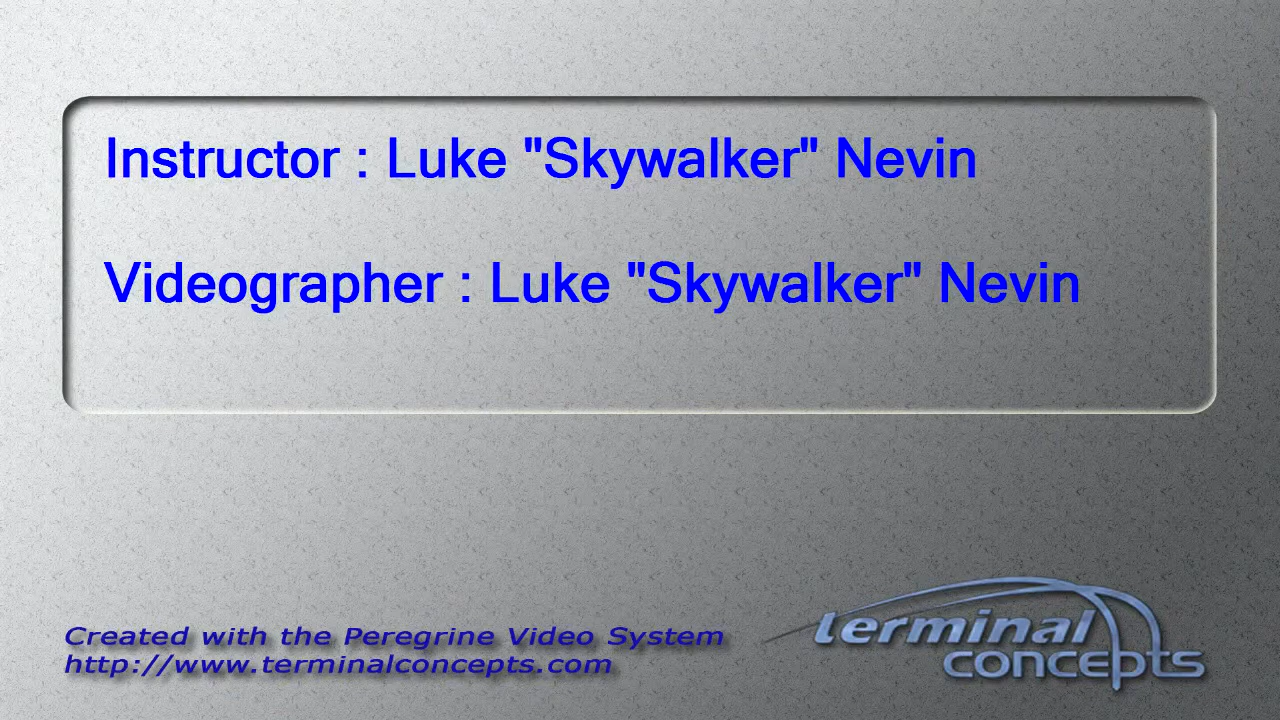 Instructor : Luke "Skywalker" Nevin
Videographer : Luke "Skywalker" Nevin
Created with the Peregrine Video System
http://www.terminalconcepts.com
terminal
concepts